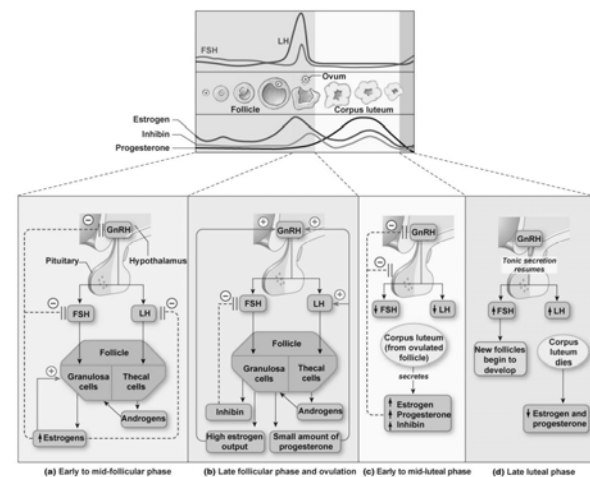 FSH
LH
Ovum
Follicle
Corpus luteum
Estrogen
Inhibin
Progesterone
GnRH
Pituitary
Hypothalamus
FSH
LH
Follicle
Granulosa
cells
Thecal
cells
Androgens
Estrogens
(a) Early to mid-follicular phase
GnRH
FSH
LH
Follicle
Granulosa
cells
Thecal
cells
Inhibin
Androgens
High estrogen
output
Small amount of
progesterone
(b) Late follicular phase and ovulation
GnRH
FSH
LH
Corpus luteum
(from ovulated
follicle)
secretes
Estrogen
Progesterone
Inhibin
(c) Early to mid-luteal phase
GnRH
Tonic secretion
resumes
FSH
LH
New follicles
begin to
develop
Corpus
luteum
dies
Estrogen and
progesterone
(d) Late luteal phase